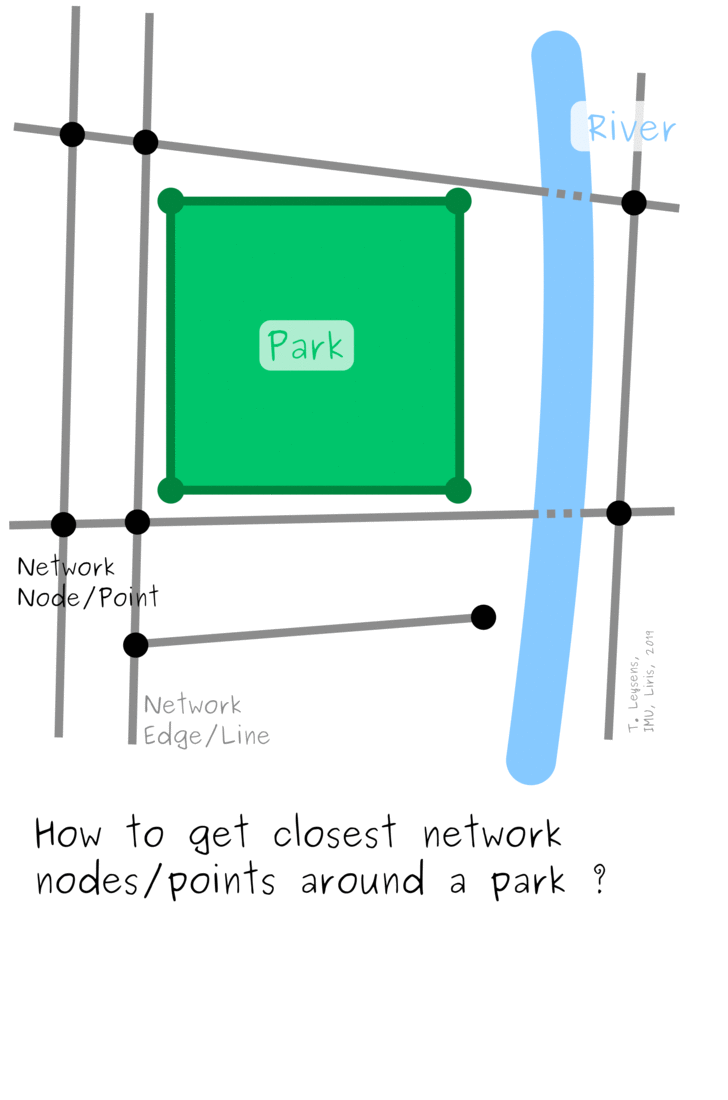 River
Park
Network
Node/Point
Network
Edge/Line
T. Leysens,
IMU, Liris, 2019
How to get closest network
nodes/points around a park ?